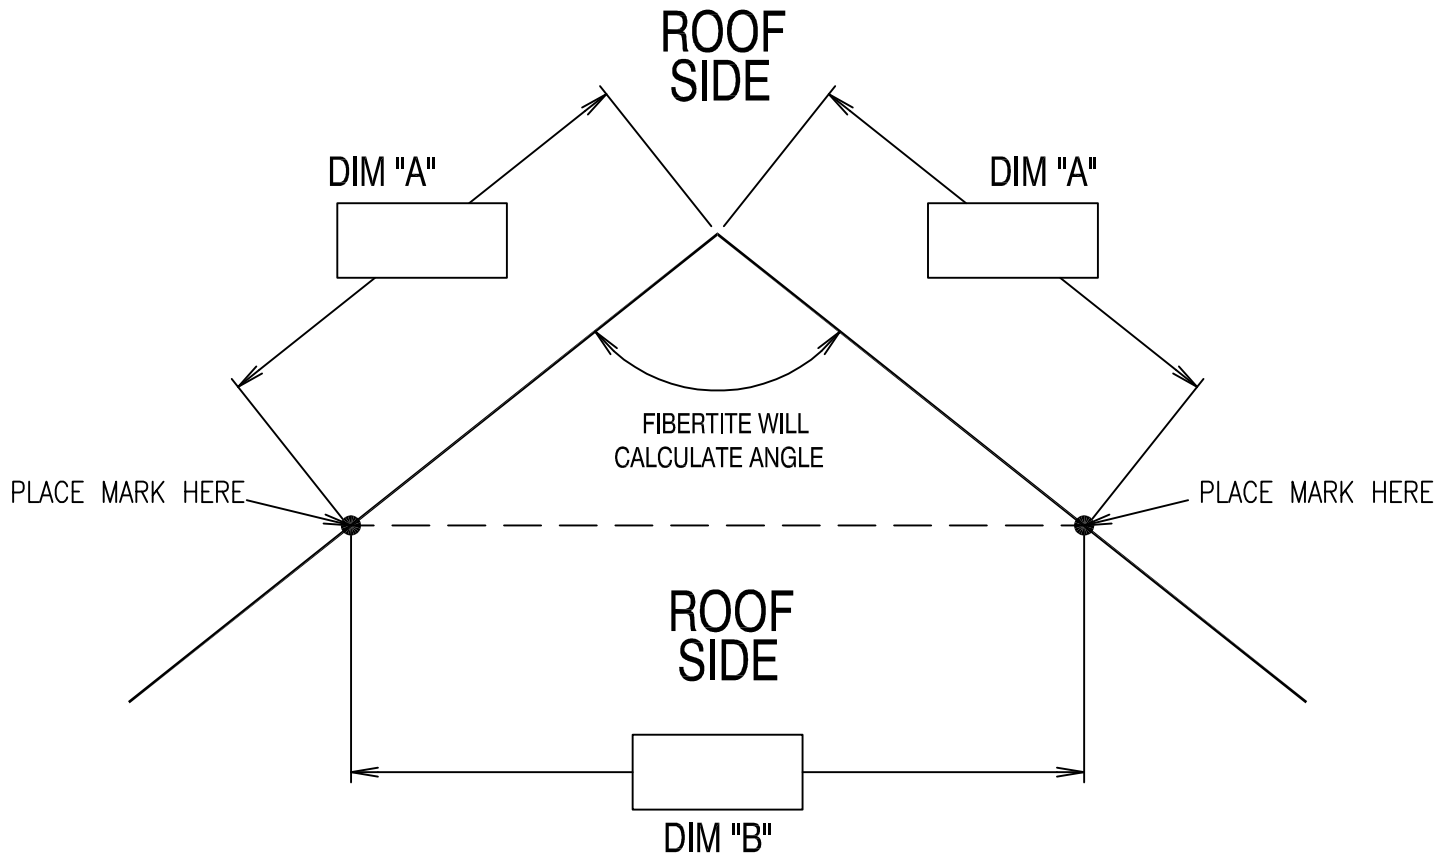 ROOF
SIDE
DIM "A"
DIM "A"
FIBERTITE WILL
CALCULATE ANGLE
PLACE MARK HERE
PLACE MARK HERE
ROOF
SIDE
DIM "B"